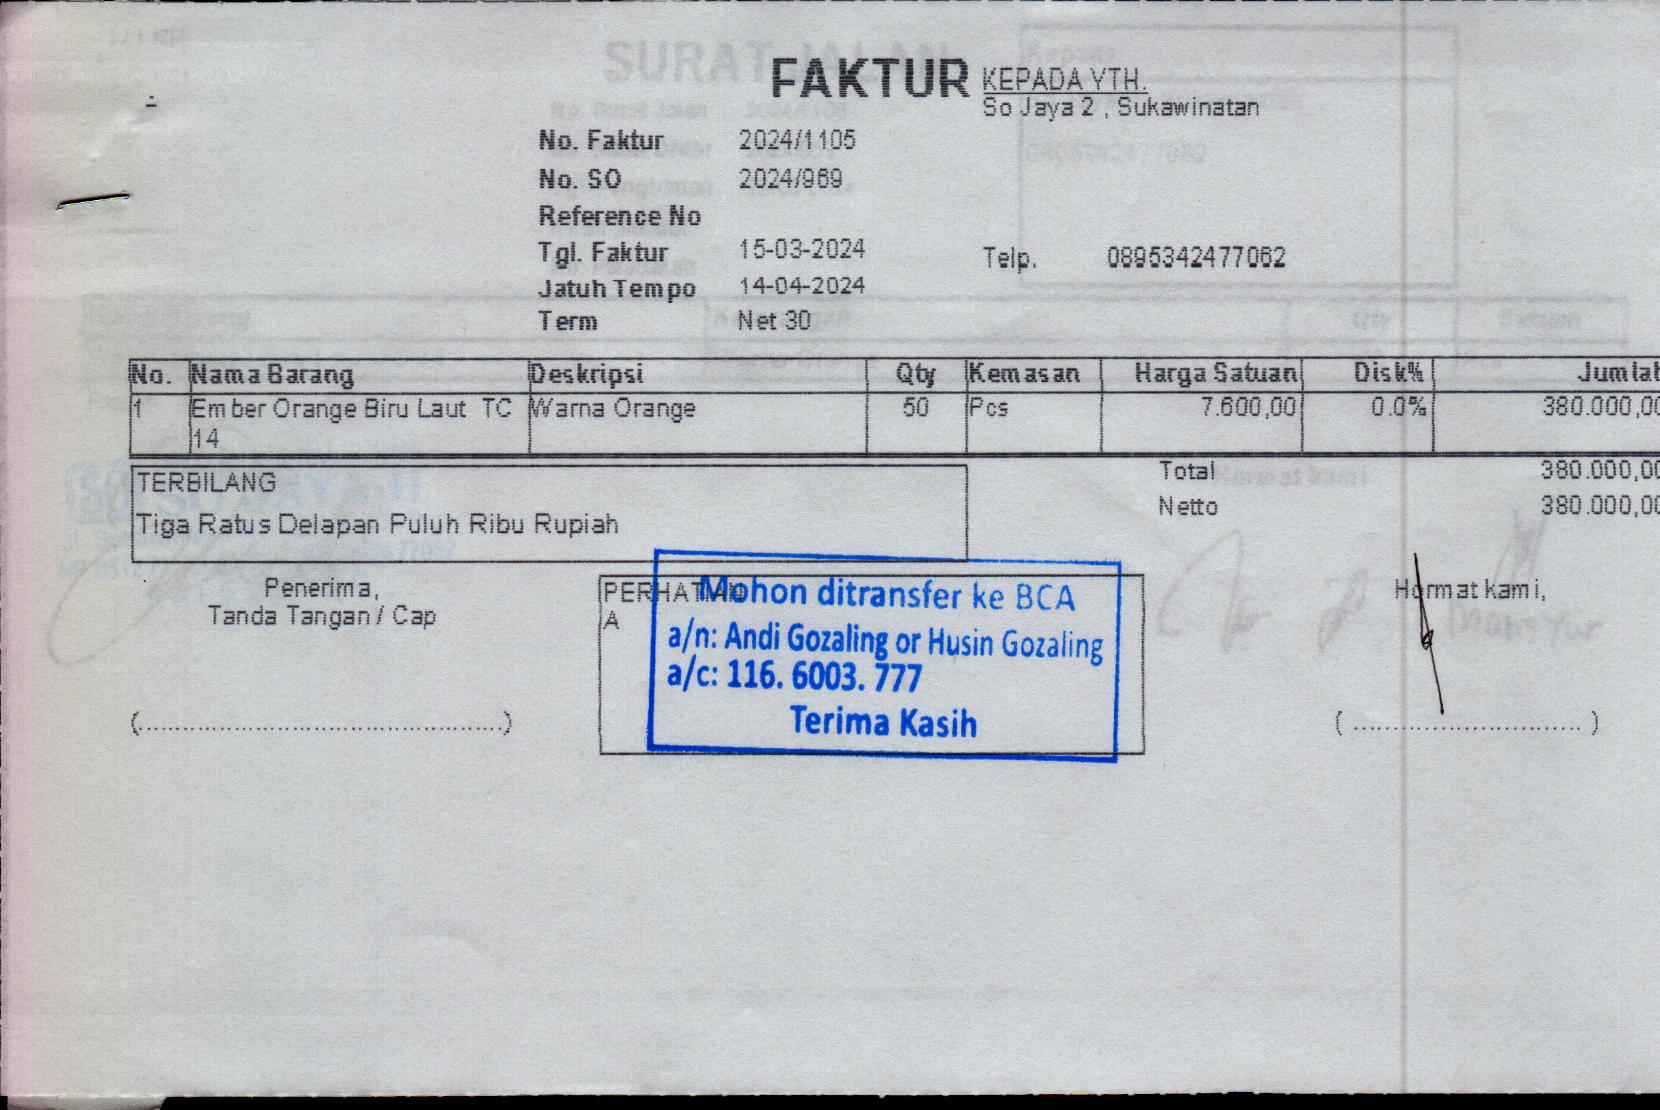 FAKTUR
KEPADA YTH.
So Jaya 2 , Sukawinatan
No. Faktur 2024/1105
No. SO 2024/969
Reference No
Tgl. Faktur 15-03-2024
Telp. 0895342477062
Jatuh Tempo 14-04-2024
Term Net 30
No. Nama Barang Deskripsi Qty Kemasan Harga Satuan Disk% Jumlah
1 Ember Orange Biru Laut TC Warna Orange 50 Pcs 7.600,00 0.0% 380.000,00
14
TERBILANG
Tiga Ratus Delapan Puluh Ribu Rupiah
Total 380.000,00
Netto 380.000,00
Penerima,
Tanda Tangan / Cap
PERHATIAN
A
Mohon ditransfer ke BCA
a/n: Andi Gozaling or Husin Gozaling
a/c: 116. 6003. 777
Terima Kasih
Hormat kami,
(................................................)
( .............................. )
SURAT JALAN